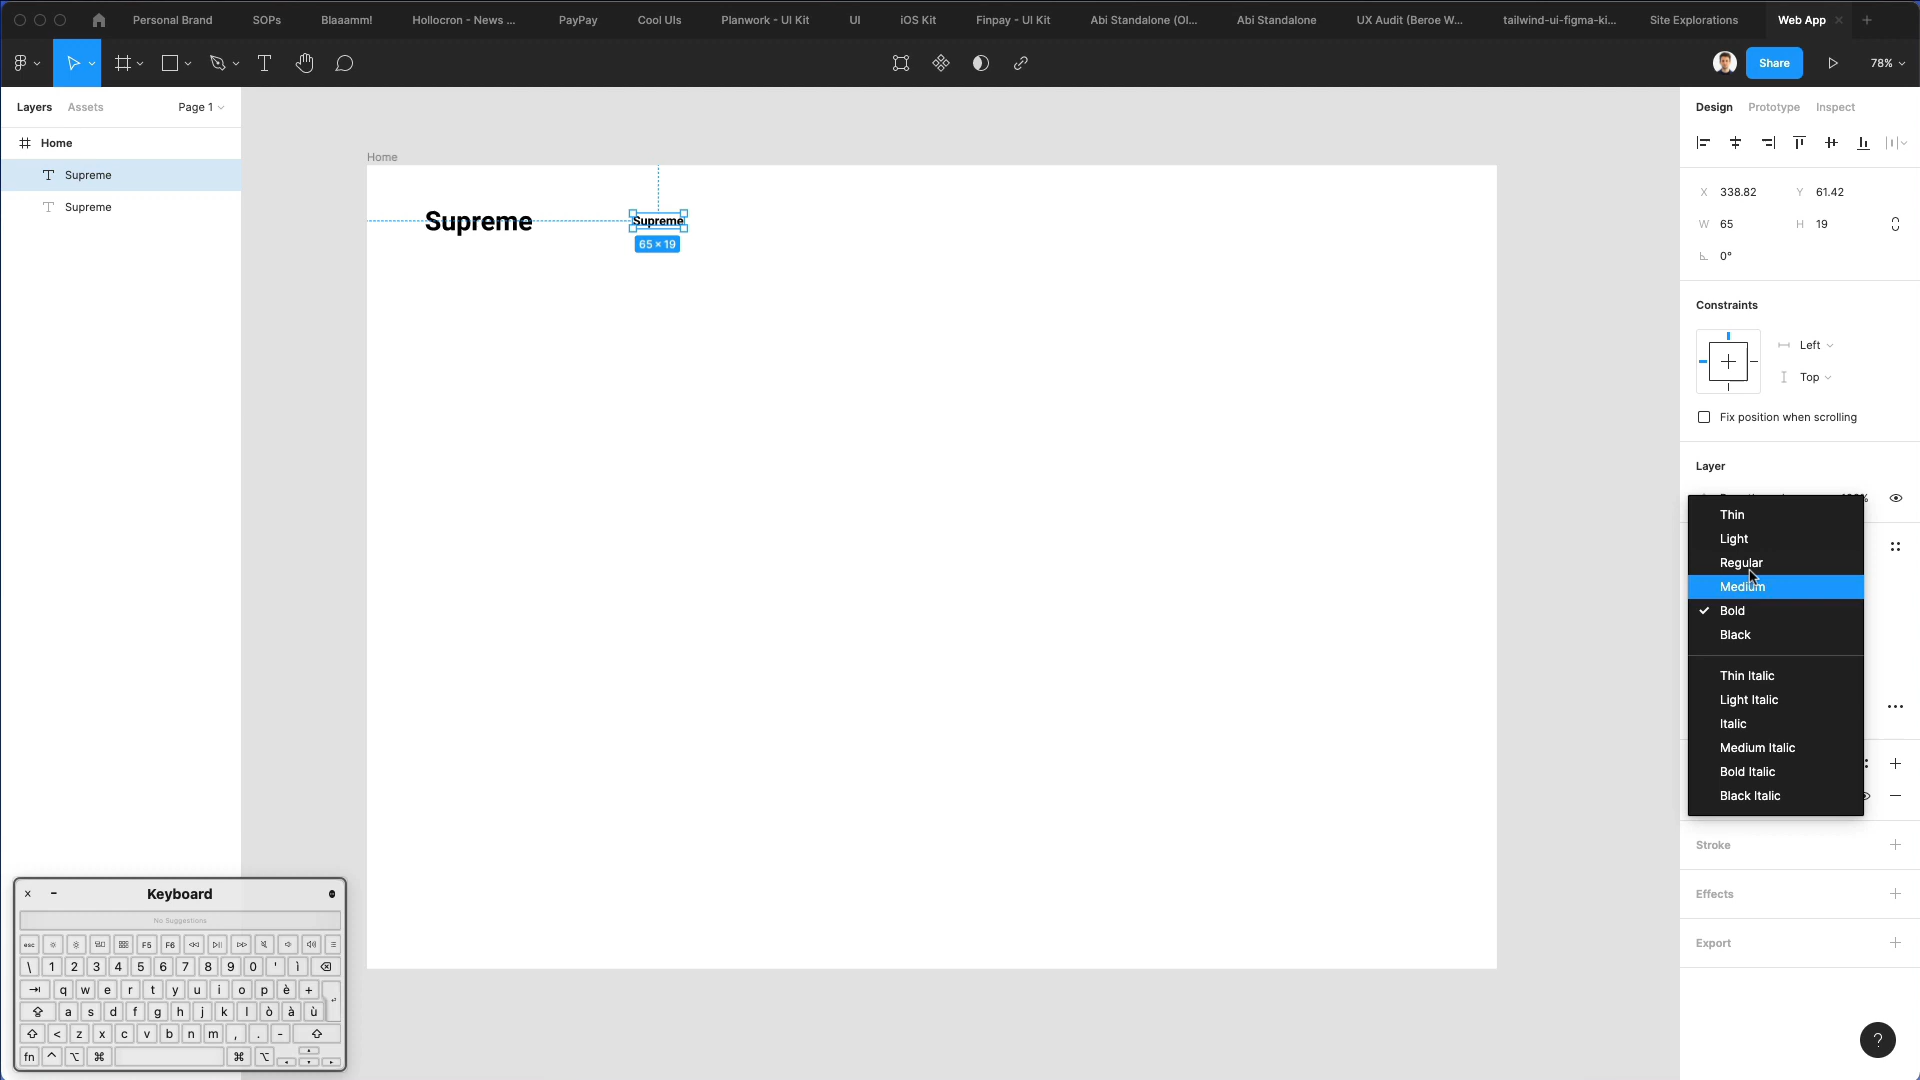 Personal Brand
SOPs
Blaaamm!
Hollocron - News ...
PayPay
Cool UIs
Planwork - UI Kit
UI
iOS Kit
Finpay - UI Kit
Abi Standalone (Ol...
Abi Standalone
UX Audit (Beroe W...
tailwind-ui-figma-ki...
Site Explorations
Web App
Share
78%
Layers
Assets
Page 1
Home
Supreme
Supreme
Home
Supreme
Supreme
65 × 19
Design
Prototype
Inspect
X 338.82 Y 61.42
W 65 H 19
0°
Constraints
Left
Top
Fix position when scrolling
Layer
Thin
Light
Regular
Medium
Bold
Black
Thin Italic
Light Italic
Italic
Medium Italic
Bold Italic
Black Italic
Stroke
Effects
Export
?
Keyboard
No Suggestions
esc F5 F6
\ 1 2 3 4 5 6 7 8 9 0 ' ì
q w e r t y u i o p è +
a s d f g h j k l ò à ù
< z x c v b n m , . -
fn ^ ⌥ ⌘ ⌘ ⌥